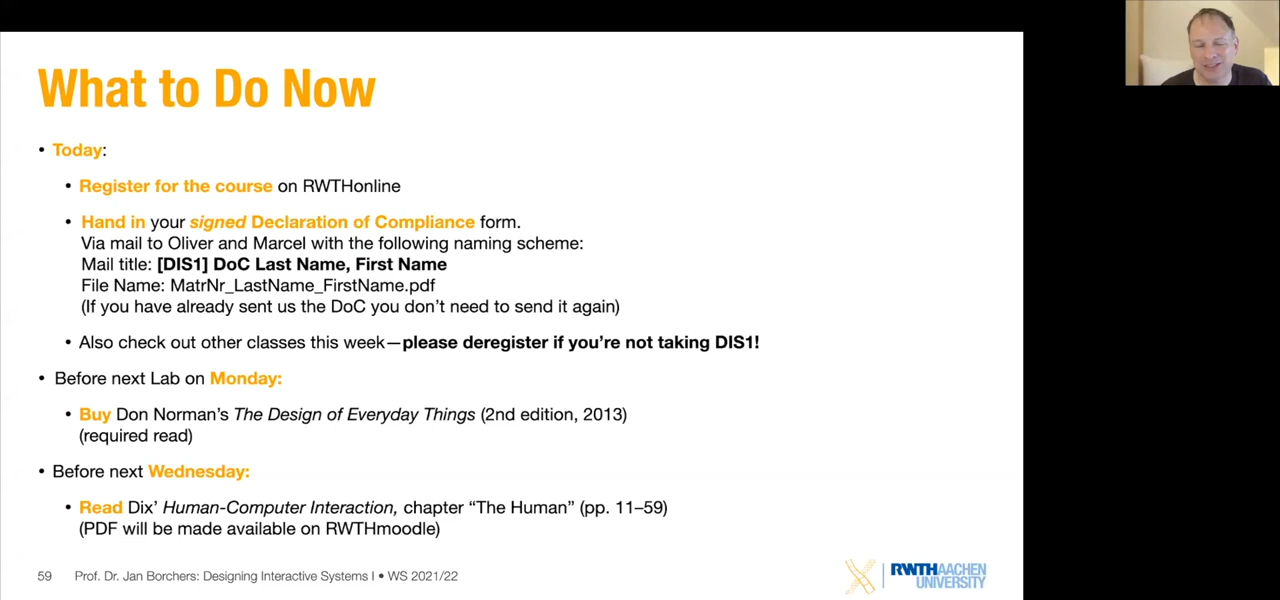 What to Do Now
• Today:
• Register for the course on RWTHonline
• Hand in your signed Declaration of Compliance form.
Via mail to Oliver and Marcel with the following naming scheme:
Mail title: [DIS1] DoC Last Name, First Name
File Name: MatrNr_LastName_FirstName.pdf
(If you have already sent us the DoC you don’t need to send it again)
• Also check out other classes this week—please deregister if you’re not taking DIS1!
• Before next Lab on Monday:
• Buy Don Norman’s The Design of Everyday Things (2nd edition, 2013)
(required read)
• Before next Wednesday:
• Read Dix’ Human-Computer Interaction, chapter “The Human” (pp. 11–59)
(PDF will be made available on RWTHmoodle)
59 Prof. Dr. Jan Borchers: Designing Interactive Systems I • WS 2021/22
RWTHAACHEN
UNIVERSITY